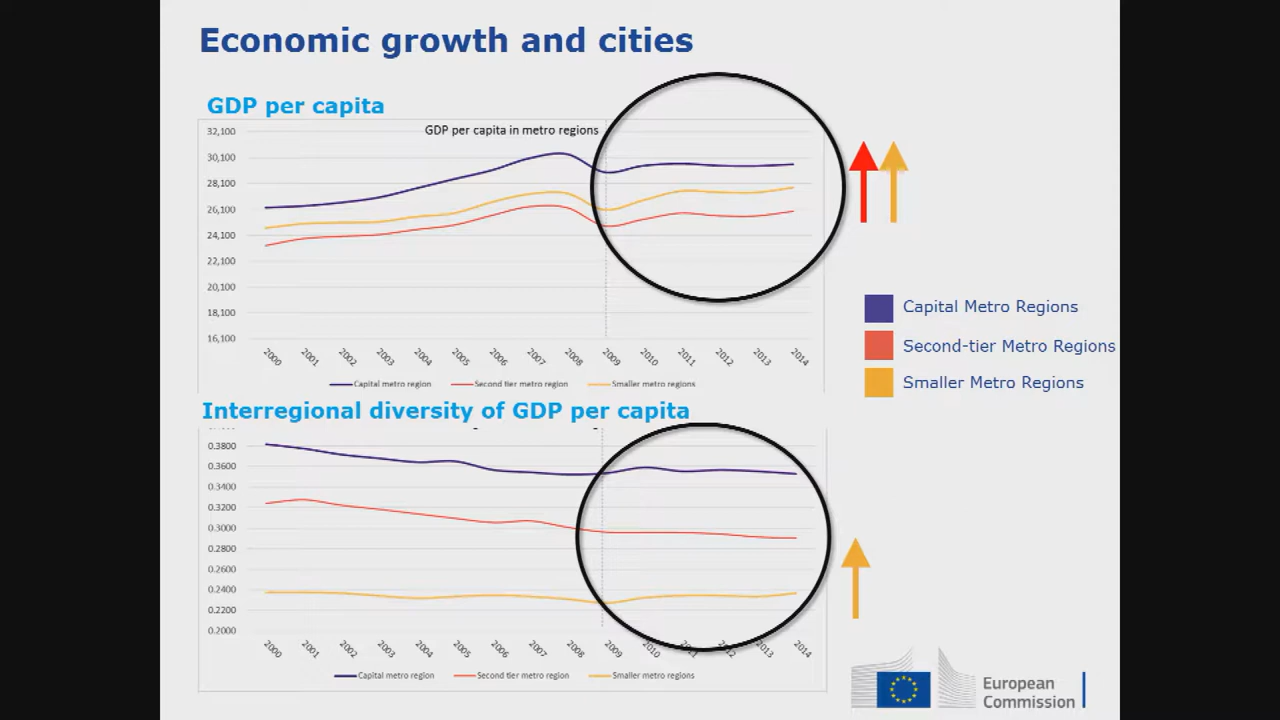 Economic growth and cities
GDP per capita
GDP per capita in metro regions
32,100
30,100
28,100
26,100
24,100
22,100
20,100
18,100
16,100
2000 2001 2002 2003 2004 2005 2006 2007 2008 2009 2010 2011 2012 2013 2014
Capital metro region Second tier metro region Smaller metro regions
Capital Metro Regions
Second-tier Metro Regions
Smaller Metro Regions
Interregional diversity of GDP per capita
0.3800
0.3600
0.3400
0.3200
0.3000
0.2800
0.2600
0.2400
0.2200
0.2000
2000 2001 2002 2003 2004 2005 2006 2007 2008 2009 2010 2011 2012 2013 2014
Capital metro region Second tier metro region Smaller metro regions
European
Commission